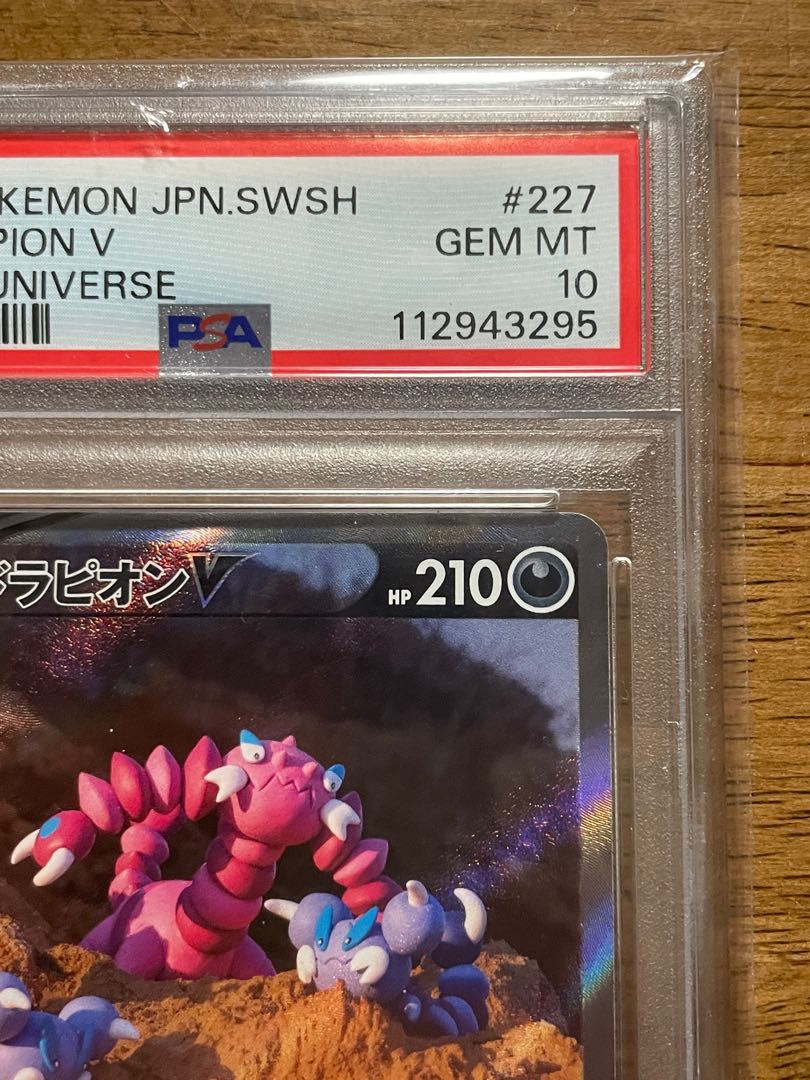 KEMON JPN.SWSH #227
PION V GEM MT
UNIVERSE 10
PSA 112943295
ドラピオンV HP 210